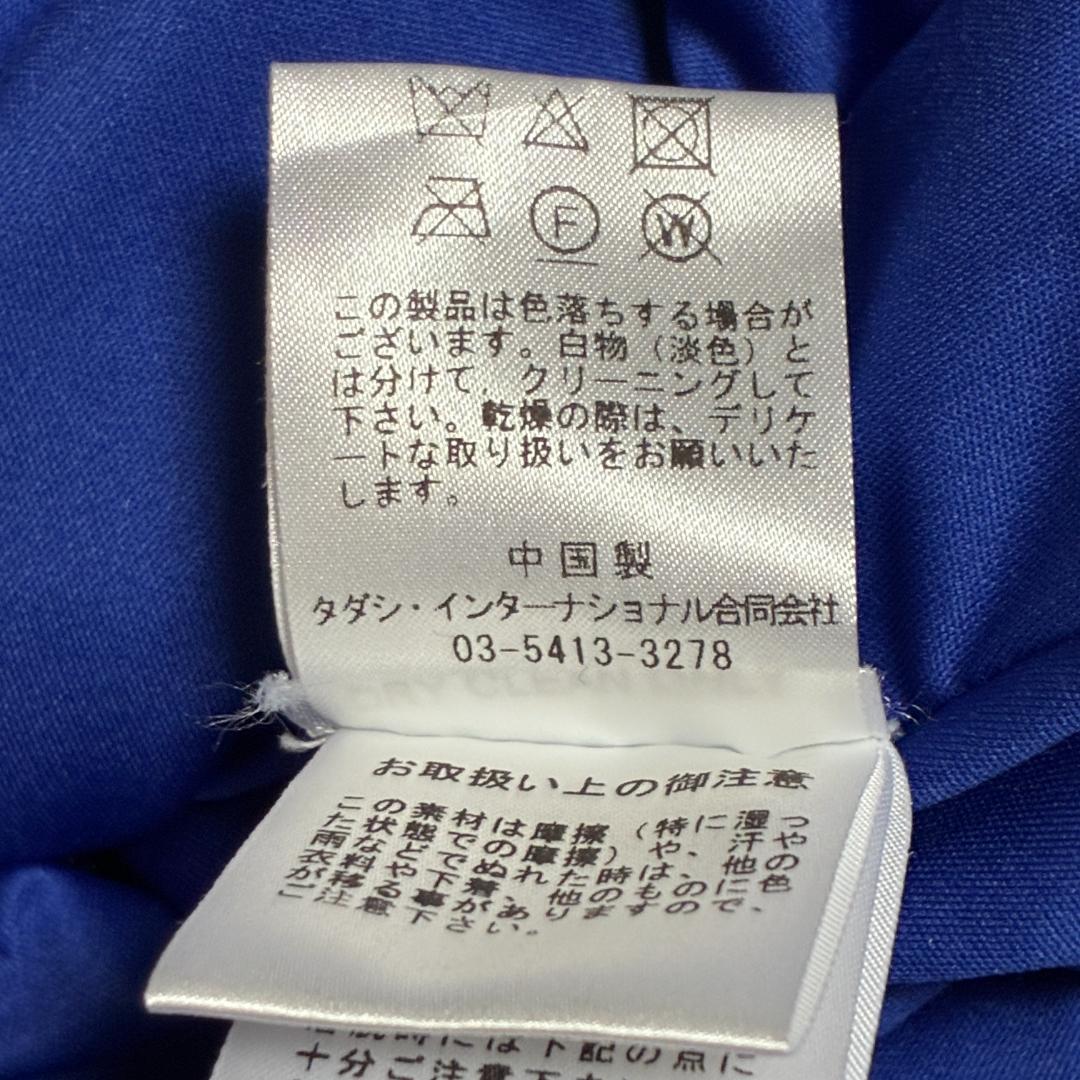 F W
この製品は色落ちする場合が
ございます。白物（淡色）と
は分けて、クリーニングして
下さい。乾燥の際は、デリケ
ートな取り扱いをお願いいた
します。
中国製
タダシ・インターナショナル合同会社
03-5413-3278
お取扱い上の御注意
この素材は摩擦（特に湿っ
た状態での摩擦）や、汗や
雨などでぬれた時は、他の
衣料や下着、他のものに色
が移る事がありますので、
ご注意下さい。
には下記の点に
十分ご注意下さ